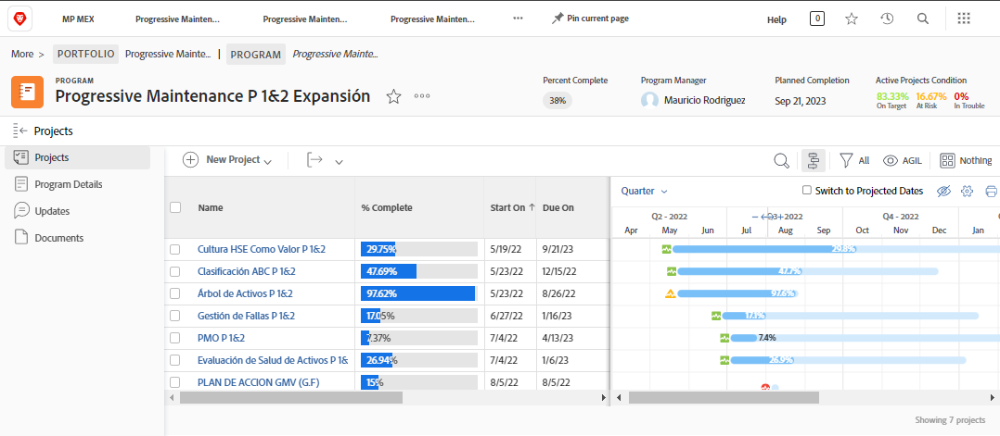 MP MEX Progressive Mainten... Progressive Mainten... Progressive Mainten... ... Pin current page Help 0
More > PORTFOLIO Progressive Mainte... | PROGRAM Progressive Mainte...
PROGRAM
Progressive Maintenance P 1&2 Expansión
Percent Complete
38%
Program Manager
Mauricio Rodriguez
Planned Completion
Sep 21, 2023
Active Projects Condition
83.33% 16.67% 0%
On Target At Risk In Trouble
Projects
Projects
Program Details
Updates
Documents
New Project All AGIL Nothing
Name % Complete Start On ↑ Due On
Quarter Switch to Projected Dates
Q2 - 2022 Q3 - 2022 Q4 - 2022
Apr May Jun Jul Aug Sep Oct Nov Dec Jan
Cultura HSE Como Valor P 1&2 29.75% 5/19/22 9/21/23 29.8%
Clasificación ABC P 1&2 47.69% 5/23/22 12/15/22 47.7%
Árbol de Activos P 1&2 97.62% 5/23/22 8/26/22 97.6%
Gestión de Fallas P 1&2 17.05% 6/27/22 1/16/23 17.1%
PMO P 1&2 7.37% 7/4/22 4/13/23 7.4%
Evaluación de Salud de Activos P 1& 26.94% 7/4/22 1/6/23 26.9%
PLAN DE ACCION GMV (G.F) 15% 8/5/22 8/5/22
Showing 7 projects